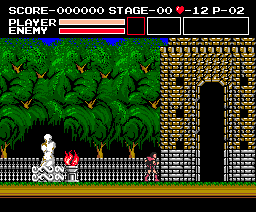 SCORE-000000 STAGE-00 ♥-12 P-02
PLAYER
ENEMY